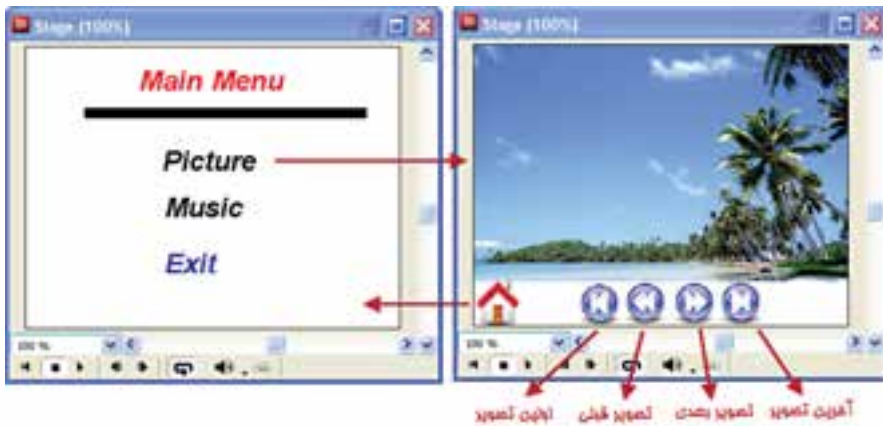 Stage (100%)
Main Menu
Picture
Music
Exit
100 %
Stage (100%)
100 %
آخرین تصویر
تصویر بعدی
تصویر قبلی
اولین تصویر